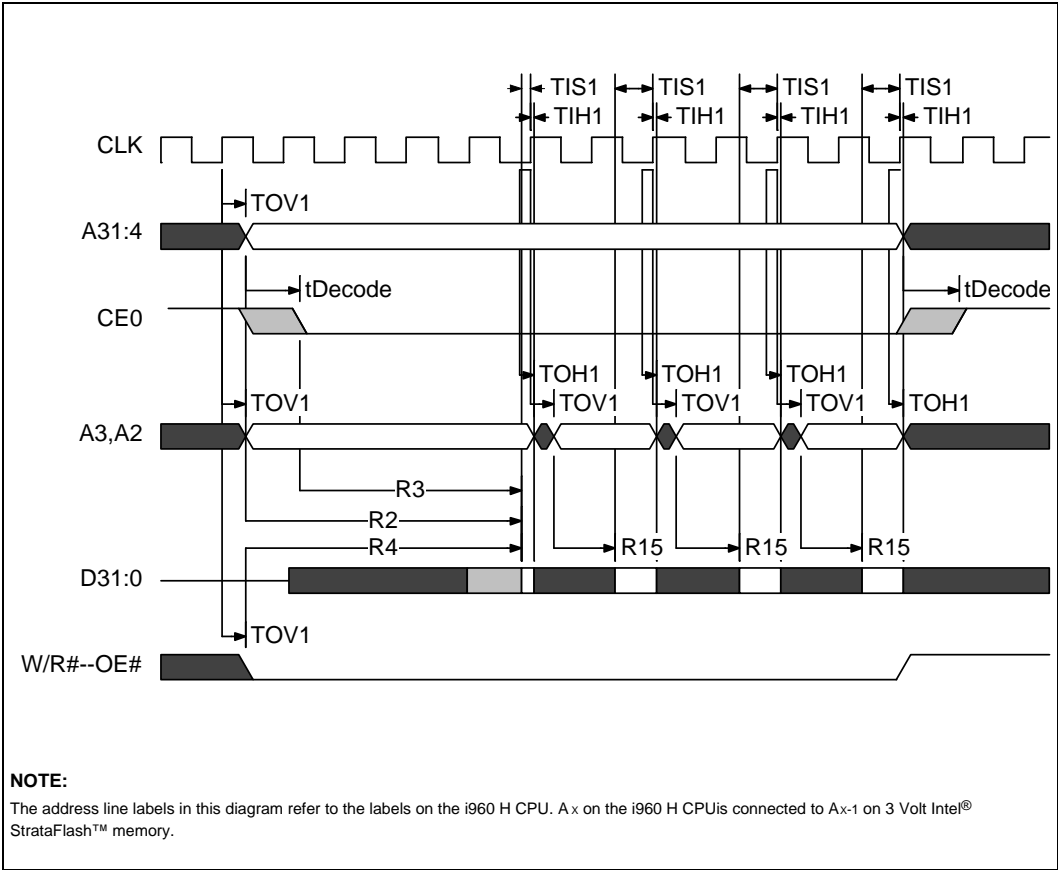 TIS1 TIS1 TIS1 TIS1
TIH1 TIH1 TIH1 TIH1
CLK
TOV1
A31:4
tDecode tDecode
CE0
TOH1 TOH1 TOH1
TOV1 TOV1 TOV1 TOV1 TOH1
A3,A2
R3
R2
R4 R15 R15 R15
D31:0
TOV1
W/R#--OE#
NOTE:
The address line labels in this diagram refer to the labels on the i960 H CPU. A x on the i960 H CPUis connected to Ax-1 on 3 Volt Intel®
StrataFlash™ memory.